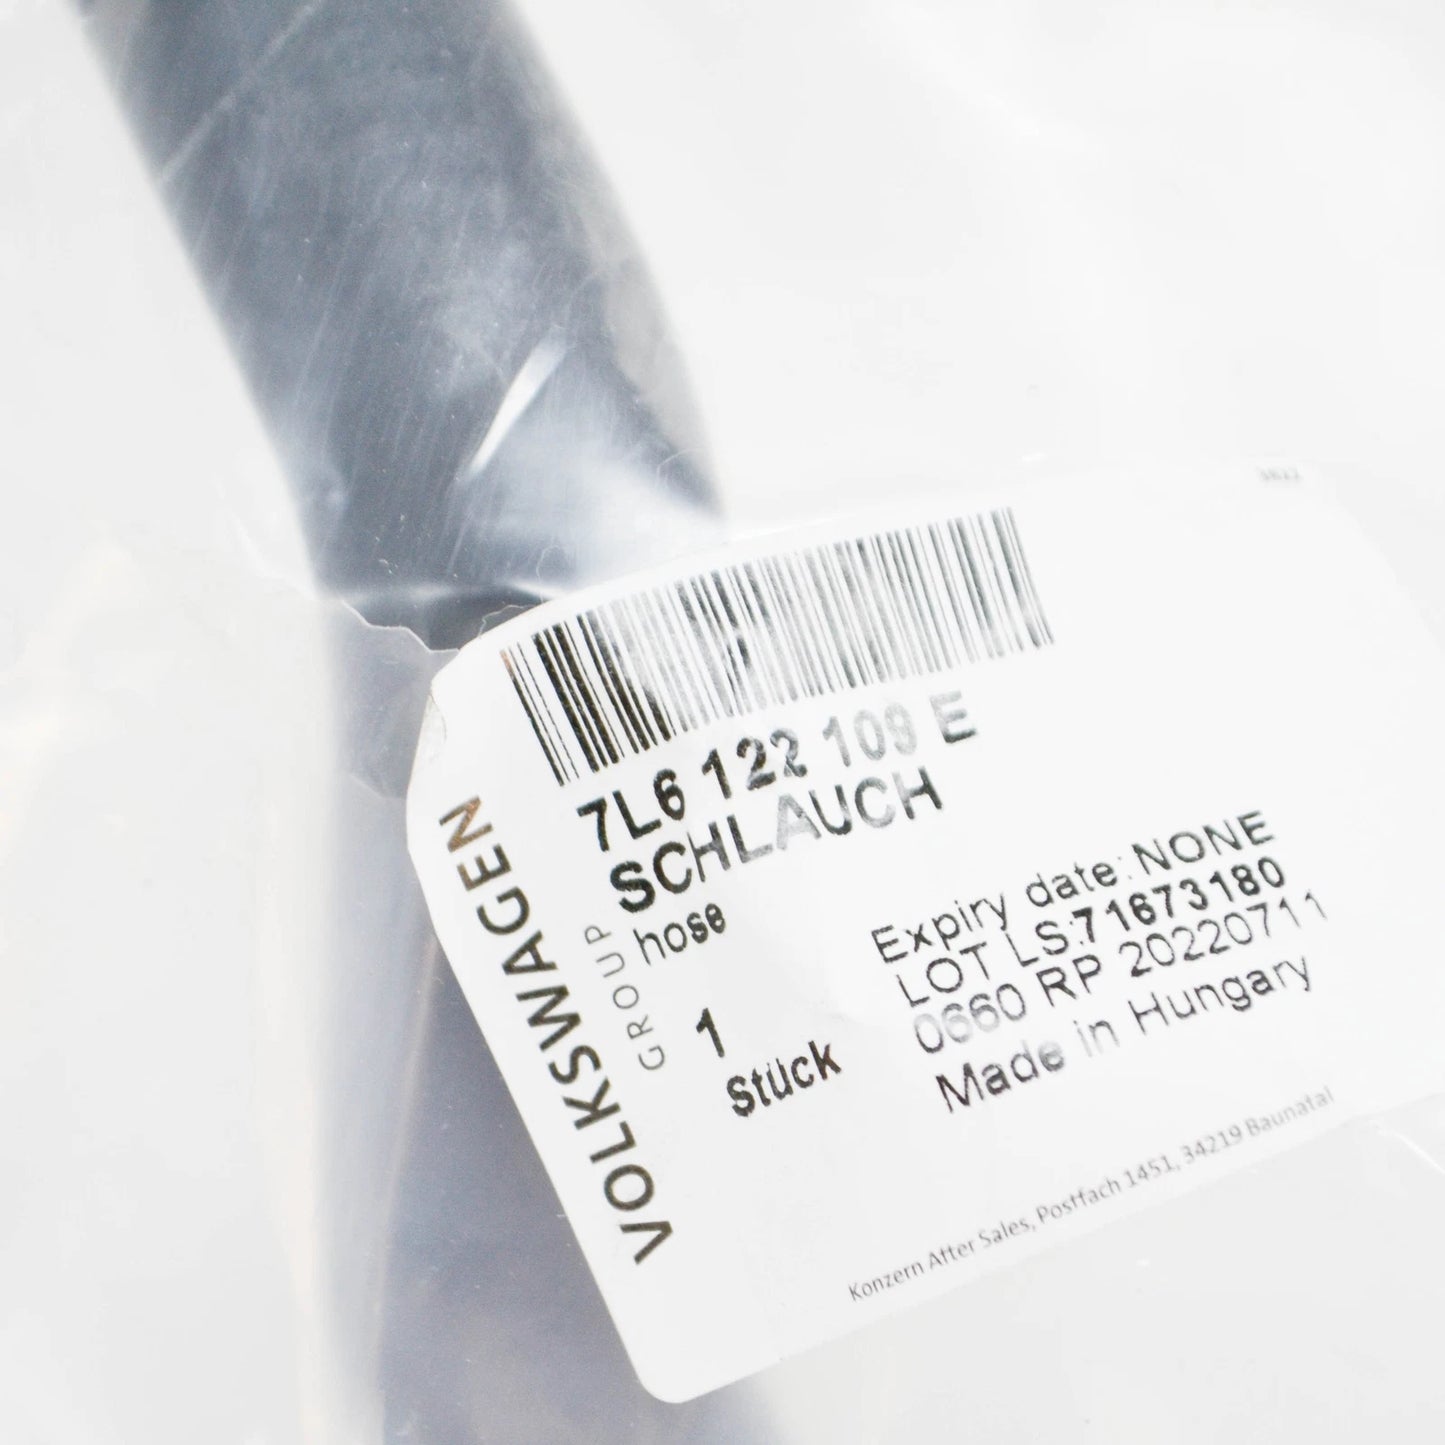 7L6 122 109 E
SCHLAUCH
hose
1
Stück
Expiry date: NONE
LOT LS:71673180
0660 RP 20220711
Made in Hungary
VOLKSWAGEN
GROUP
Konzern After Sales, Postfach 1451, 34219 Baunatal